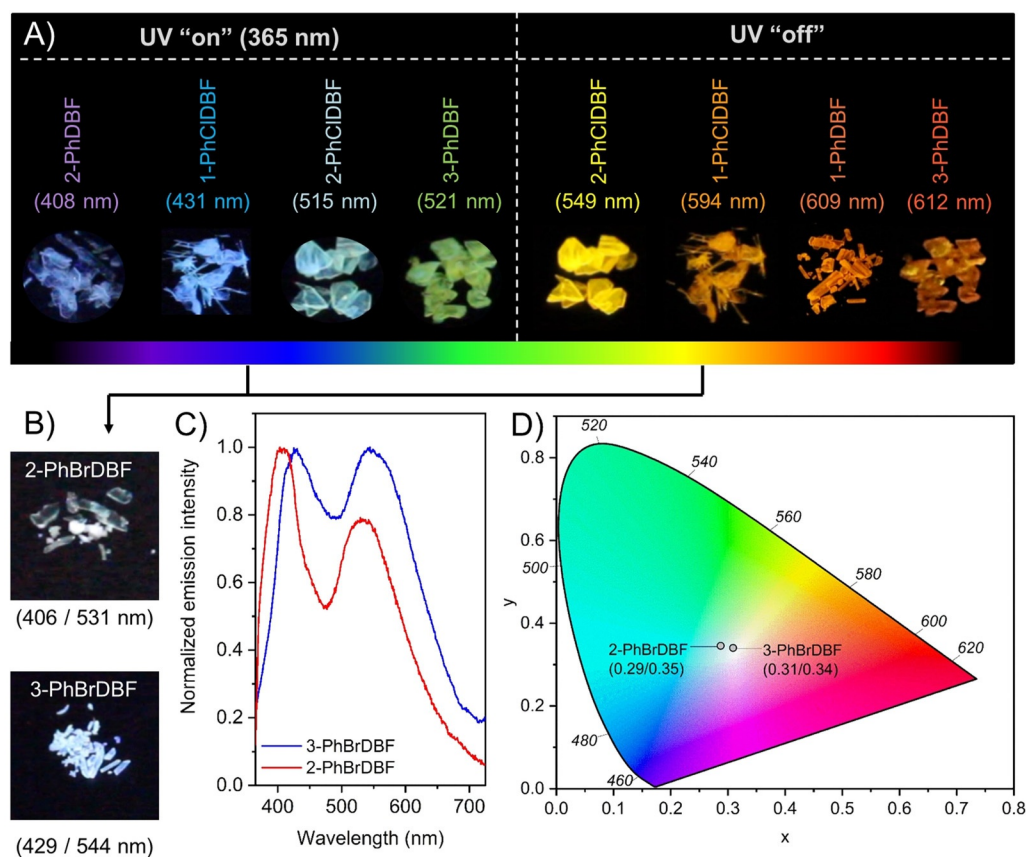 A)
UV “on” (365 nm)
UV “off”
2-PhDBF
(408 nm)
1-PhClDBF
(431 nm)
2-PhClDBF
(515 nm)
3-PhDBF
(521 nm)
2-PhClDBF
(549 nm)
1-PhClDBF
(594 nm)
1-PhDBF
(609 nm)
3-PhDBF
(612 nm)
B)
2-PhBrDBF
(406 / 531 nm)
3-PhBrDBF
(429 / 544 nm)
C)
Normalized emission intensity
1.0
0.8
0.6
0.4
0.2
0.0
3-PhBrDBF
2-PhBrDBF
400
500
600
700
Wavelength (nm)
D)
y
0.8
0.6
0.4
0.2
0.0
520
540
560
580
600
620
500
480
460
2-PhBrDBF
(0.29/0.35)
3-PhBrDBF
(0.31/0.34)
0.0
0.1
0.2
0.3
0.4
0.5
0.6
0.7
0.8
x